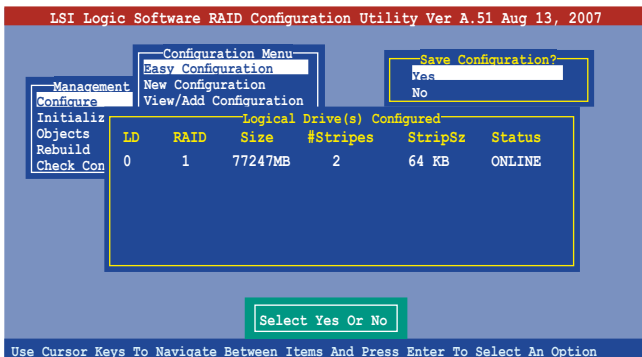 LSI Logic Software RAID Configuration Utility Ver A.51 Aug 13, 2007
Configuration Menu
Easy Configuration
New Configuration
View/Add Configuration
Save Configuration?
Yes
No
Management
Configure
Initializ
Objects
Rebuild
Check Con
Logical Drive(s) Configured
LD RAID Size #Stripes StripSz Status
0 1 77247MB 2 64 KB ONLINE
Select Yes Or No
Use Cursor Keys To Navigate Between Items And Press Enter To Select An Option